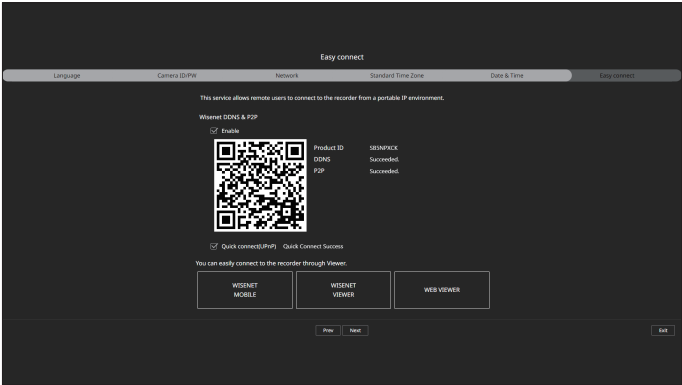 Easy connect
Language
Camera ID/PW
Network
Standard Time Zone
Date & Time
Easy connect
This service allows remote users to connect to the recorder from a portable IP environment.
Wisenet DDNS & P2P
Enable
Product ID SB5NPXCK
DDNS Succeeded.
P2P Succeeded.
Quick connect(UPnP) Quick Connect Success
You can easily connect to the recorder through Viewer.
WISENET
MOBILE
WISENET
VIEWER
WEB VIEWER
Prev
Next
Exit